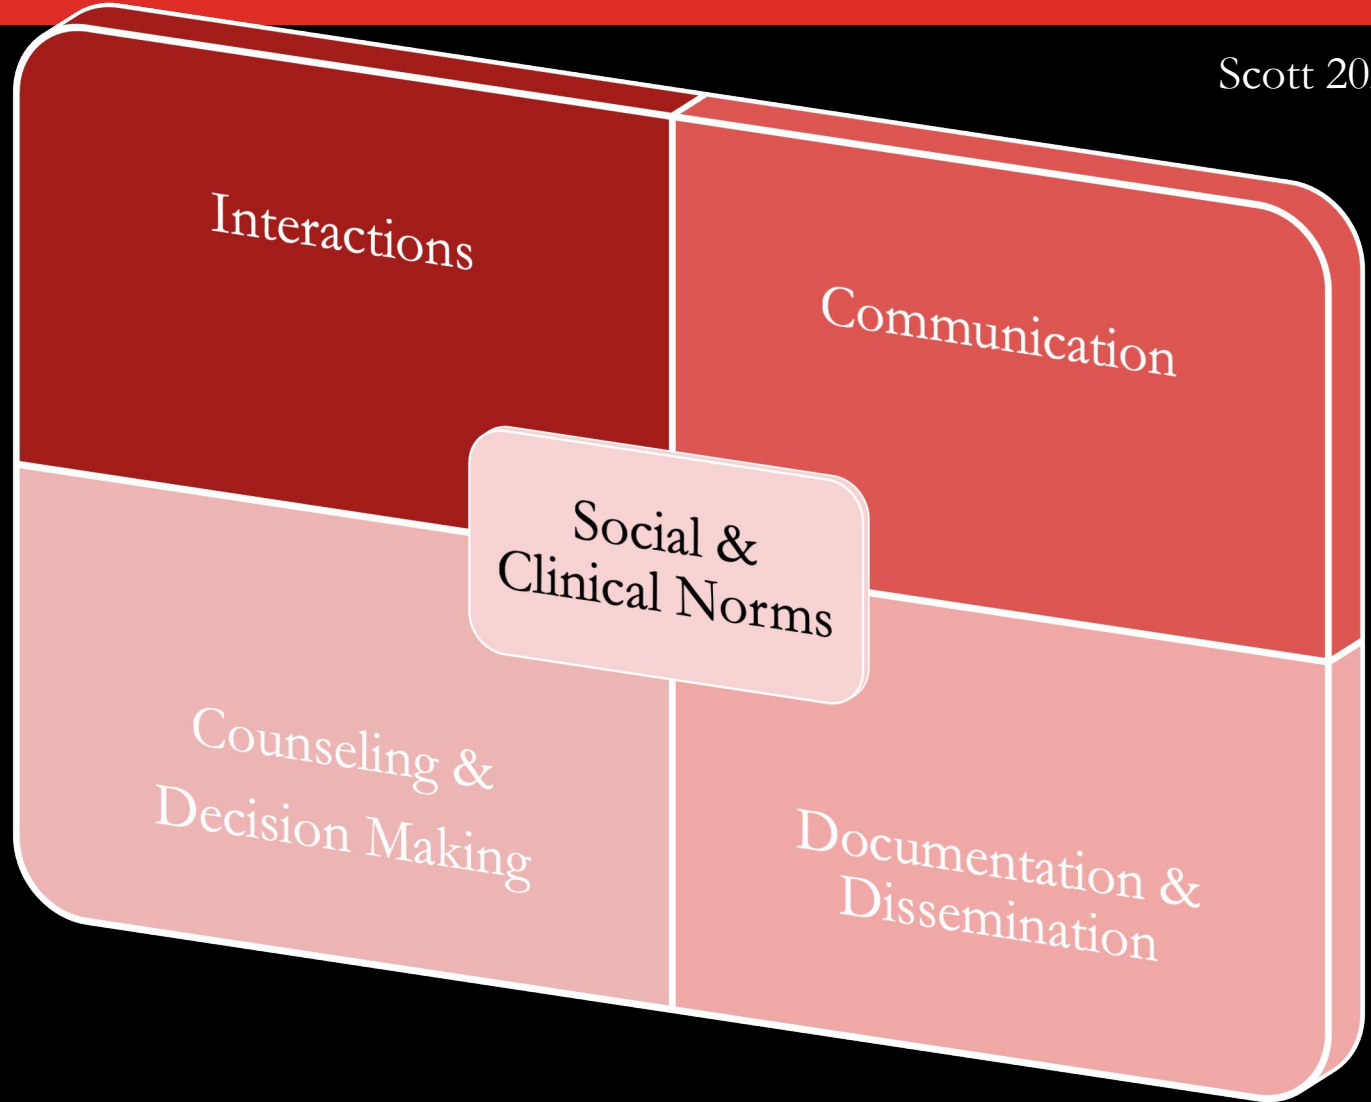 Scott 20
Interactions
Communication
Social &
Clinical Norms
Counseling &
Decision Making
Documentation &
Dissemination